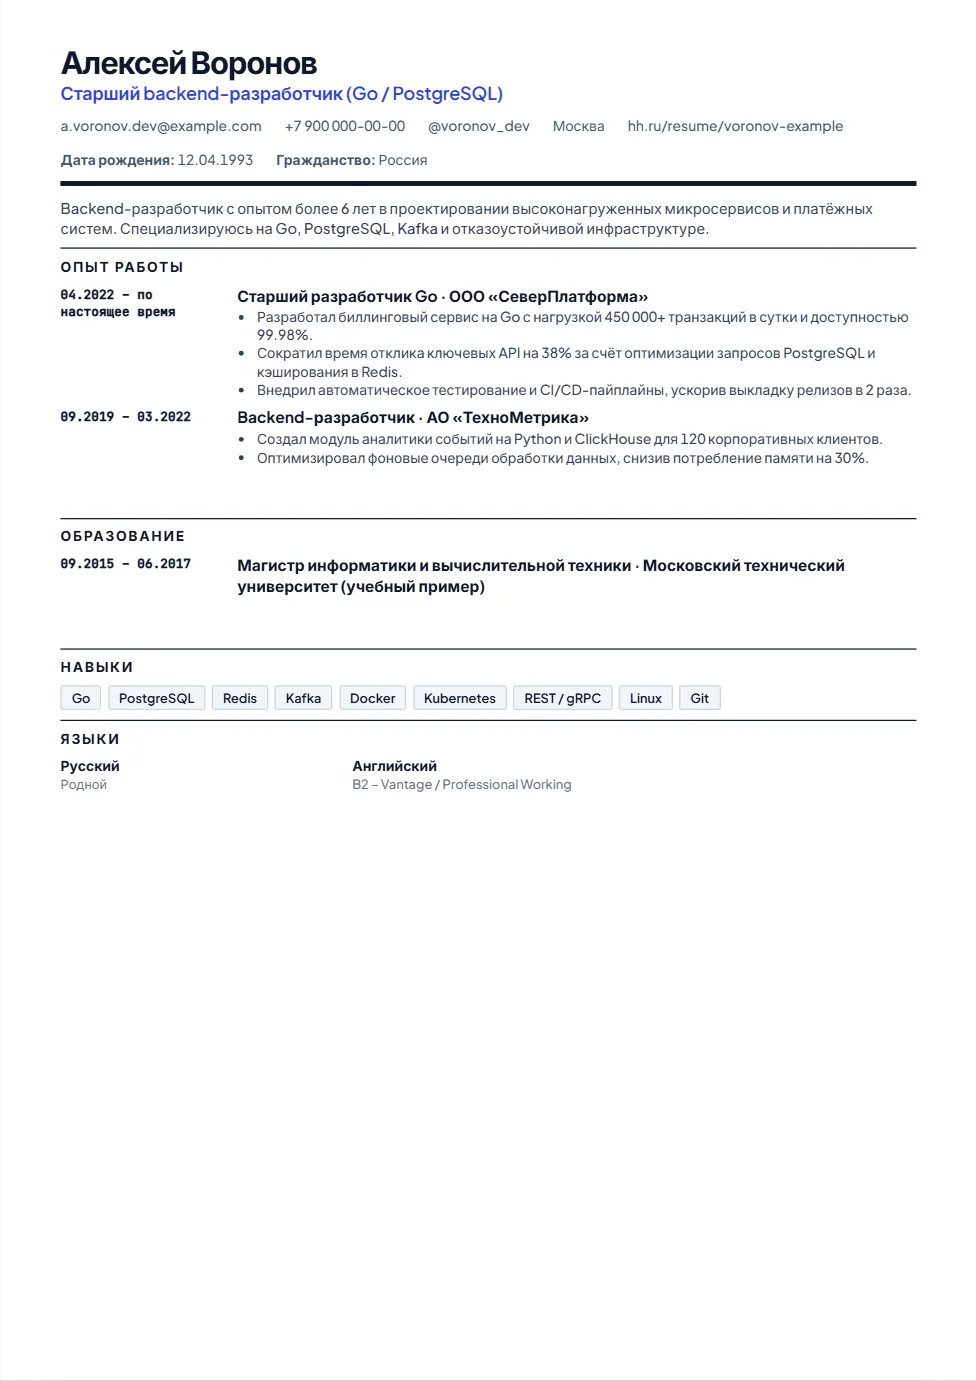 Алексей Воронов
Старший backend-разработчик (Go / PostgreSQL)
a.voronov.dev@example.com +7 900 000-00-00 @voronov_dev Москва hh.ru/resume/voronov-example
Дата рождения: 12.04.1993 Гражданство: Россия
Backend-разработчик с опытом более 6 лет в проектировании высоконагруженных микросервисов и платёжных
систем. Специализируюсь на Go, PostgreSQL, Kafka и отказоустойчивой инфраструктуре.
ОПЫТ РАБОТЫ
04.2022 – по
настоящее время
Старший разработчик Go · ООО «СеверПлатформа»
• Разработал биллинговый сервис на Go с нагрузкой 450 000+ транзакций в сутки и доступностью
99.98%.
• Сократил время отклика ключевых API на 38% за счёт оптимизации запросов PostgreSQL и
кэширования в Redis.
• Внедрил автоматическое тестирование и CI/CD-пайплайны, ускорив выкладку релизов в 2 раза.
09.2019 – 03.2022
Backend-разработчик · АО «ТехноМетрика»
• Создал модуль аналитики событий на Python и ClickHouse для 120 корпоративных клиентов.
• Оптимизировал фоновые очереди обработки данных, снизив потребление памяти на 30%.
ОБРАЗОВАНИЕ
09.2015 – 06.2017
Магистр информатики и вычислительной техники · Московский технический
университет (учебный пример)
НАВЫКИ
Go PostgreSQL Redis Kafka Docker Kubernetes REST / gRPC Linux Git
ЯЗЫКИ
Русский
Родной
Английский
B2 – Vantage / Professional Working